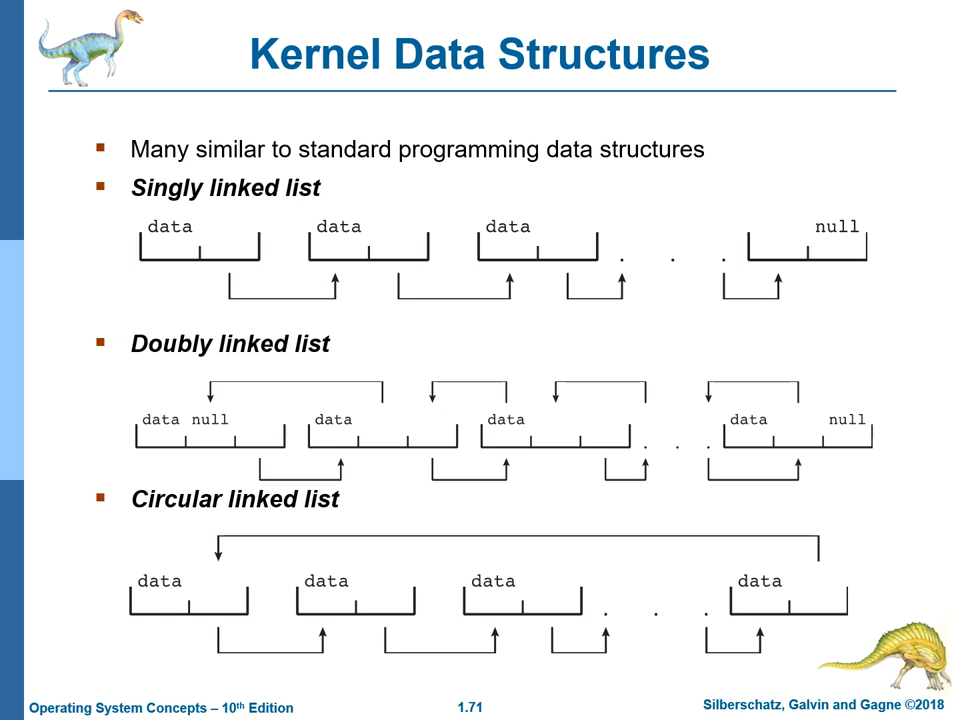 Kernel Data Structures
▪ Many similar to standard programming data structures
▪ Singly linked list
data data data null
. . .
▪ Doubly linked list
data null data data data null
. . .
▪ Circular linked list
data data data data
. . .
Operating System Concepts – 10th Edition 1.71 Silberschatz, Galvin and Gagne ©2018